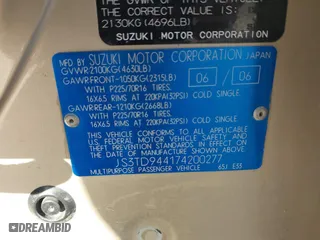 THE CORRECT VALUE IS:
2130KG(4696LB)
SUZUKI MOTOR CORPORATION
MFD BY SUZUKI MOTOR CORPORATION JAPAN
GVWR2100KG(4630LB)
GAWRFRONT-1050KG(2315LB) 06 / 06
WITH P225/70R16 TIRES
16X6.5 RIMS AT 220KPA(32PSI) COLD SINGLE
GAWRREAR-1210KG(2668LB)
WITH P225/70R16 TIRES
16X6.5 RIMS AT 220KPA(32PSI) COLD SINGLE
THIS VEHICLE CONFORMS TO ALL APPLICABLE
U.S. FEDERAL MOTOR VEHICLE SAFETY AND
THEFT PREVENTION STANDARDS IN EFFECT
ON THE DATE OF MANUFACTURE SHOWN ABOVE
JS3TD944174200277
MULTIPURPOSE PASSENGER VEHICLE 65J E33
DREAMBID